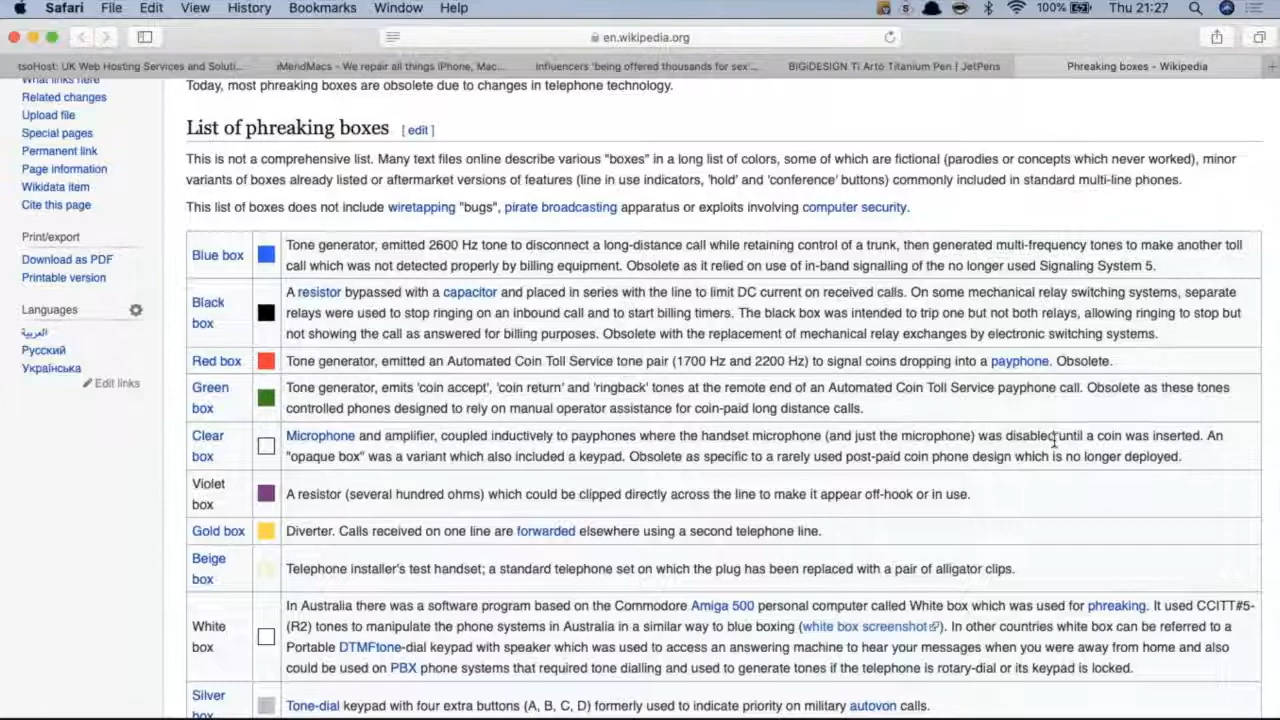 Safari File Edit View History Bookmarks Window Help 100% Thu 21:27
en.wikipedia.org
tsoHost: UK Web Hosting Services and Soluti... iMendMacs - We repair all things iPhone, Mac... Influencers 'being offered thousands for sex'... BIGiDESIGN Ti Arto Titanium Pen | JetPens Phreaking boxes - Wikipedia
What links here
Related changes
Upload file
Special pages
Permanent link
Page information
Wikidata item
Cite this page
Print/export
Download as PDF
Printable version
Languages
العربية
Русский
Українська
Edit links
Today, most phreaking boxes are obsolete due to changes in telephone technology.
List of phreaking boxes [ edit ]
This is not a comprehensive list. Many text files online describe various "boxes" in a long list of colors, some of which are fictional (parodies or concepts which never worked), minor
variants of boxes already listed or aftermarket versions of features (line in use indicators, 'hold' and 'conference' buttons) commonly included in standard multi-line phones.
This list of boxes does not include wiretapping "bugs", pirate broadcasting apparatus or exploits involving computer security.
Blue box
Tone generator, emitted 2600 Hz tone to disconnect a long-distance call while retaining control of a trunk, then generated multi-frequency tones to make another toll
call which was not detected properly by billing equipment. Obsolete as it relied on use of in-band signalling of the no longer used Signaling System 5.
Black
box
A resistor bypassed with a capacitor and placed in series with the line to limit DC current on received calls. On some mechanical relay switching systems, separate
relays were used to stop ringing on an inbound call and to start billing timers. The black box was intended to trip one but not both relays, allowing ringing to stop but
not showing the call as answered for billing purposes. Obsolete with the replacement of mechanical relay exchanges by electronic switching systems.
Red box
Tone generator, emitted an Automated Coin Toll Service tone pair (1700 Hz and 2200 Hz) to signal coins dropping into a payphone. Obsolete.
Green
box
Tone generator, emits 'coin accept', 'coin return' and 'ringback' tones at the remote end of an Automated Coin Toll Service payphone call. Obsolete as these tones
controlled phones designed to rely on manual operator assistance for coin-paid long distance calls.
Clear
box
Microphone and amplifier, coupled inductively to payphones where the handset microphone (and just the microphone) was disabled until a coin was inserted. An
"opaque box" was a variant which also included a keypad. Obsolete as specific to a rarely used post-paid coin phone design which is no longer deployed.
Violet
box
A resistor (several hundred ohms) which could be clipped directly across the line to make it appear off-hook or in use.
Gold box
Diverter. Calls received on one line are forwarded elsewhere using a second telephone line.
Beige
box
Telephone installer's test handset; a standard telephone set on which the plug has been replaced with a pair of alligator clips.
White
box
In Australia there was a software program based on the Commodore Amiga 500 personal computer called White box which was used for phreaking. It used CCITT#5-
(R2) tones to manipulate the phone systems in Australia in a similar way to blue boxing (white box screenshot). In other countries white box can be referred to a
Portable DTMFtone-dial keypad with speaker which was used to access an answering machine to hear your messages when you were away from home and also
could be used on PBX phone systems that required tone dialling and used to generate tones if the telephone is rotary-dial or its keypad is locked.
Silver
box
Tone-dial keypad with four extra buttons (A, B, C, D) formerly used to indicate priority on military autovon calls.